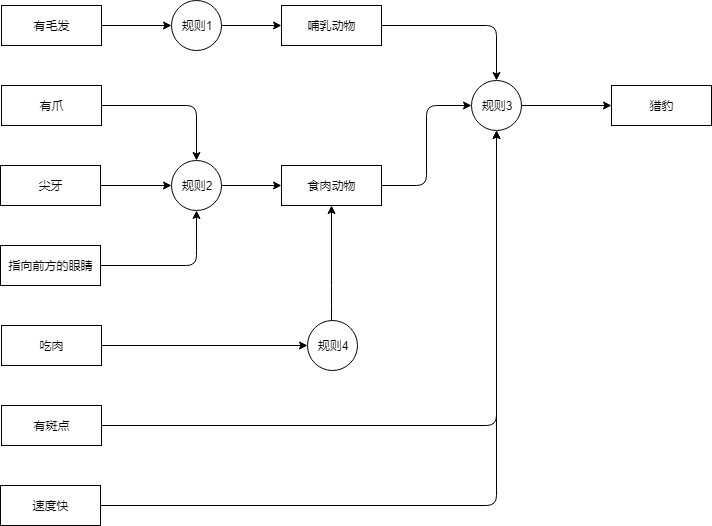 有毛发
规则1
哺乳动物
有爪
规则3
猎豹
尖牙
规则2
食肉动物
指向前方的眼睛
吃肉
规则4
有斑点
速度快